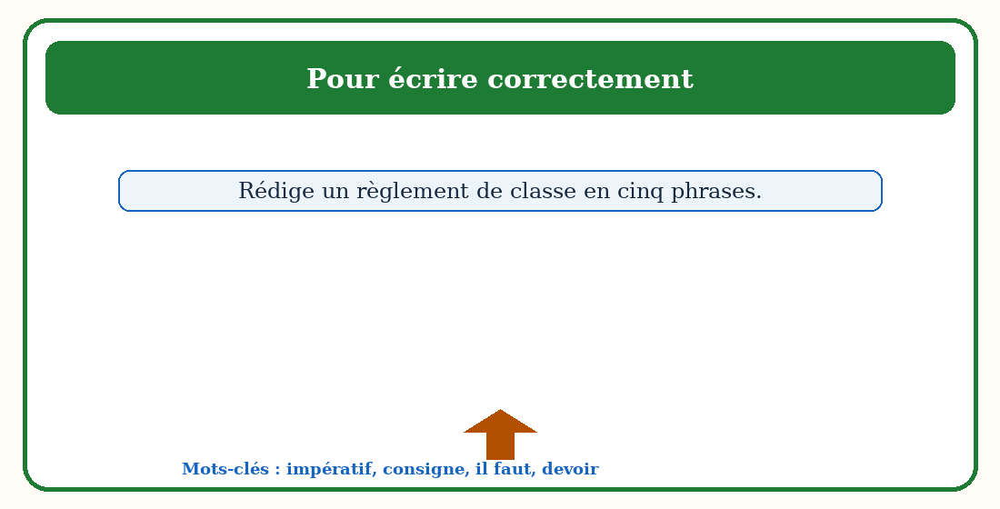 Pour écrire correctement
Rédige un règlement de classe en cinq phrases.
Mots-clés : impératif, consigne, il faut, devoir